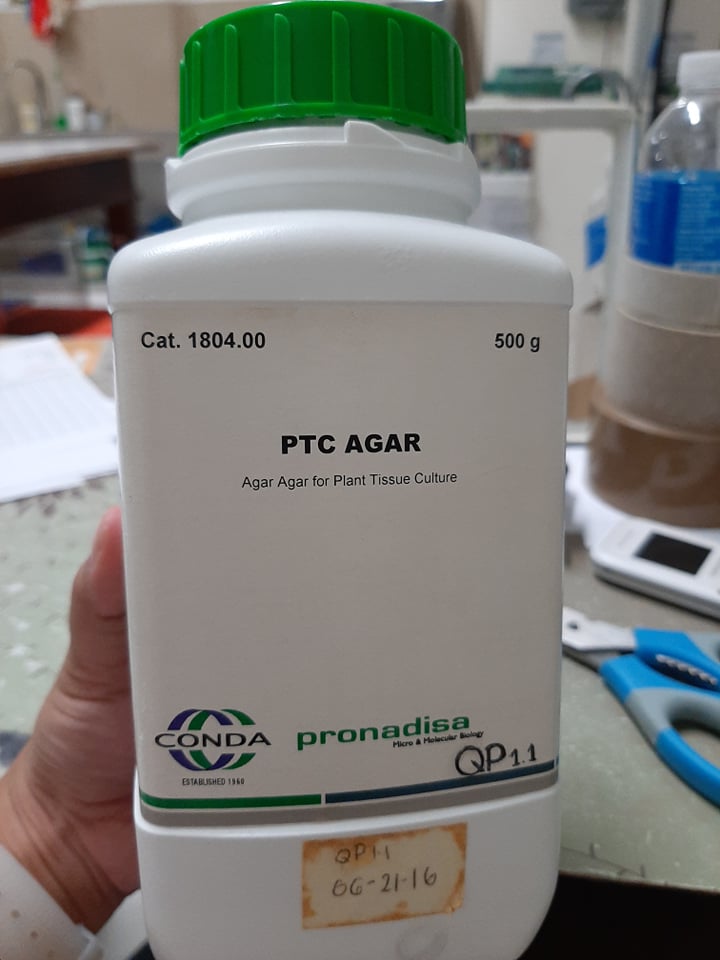 Cat. 1804.00 500 g
PTC AGAR
Agar Agar for Plant Tissue Culture
CONDA
ESTABLISHED 1960
pronadisa
Micro & Molecular Biology
QP1.1
QP1.1
06-21-16